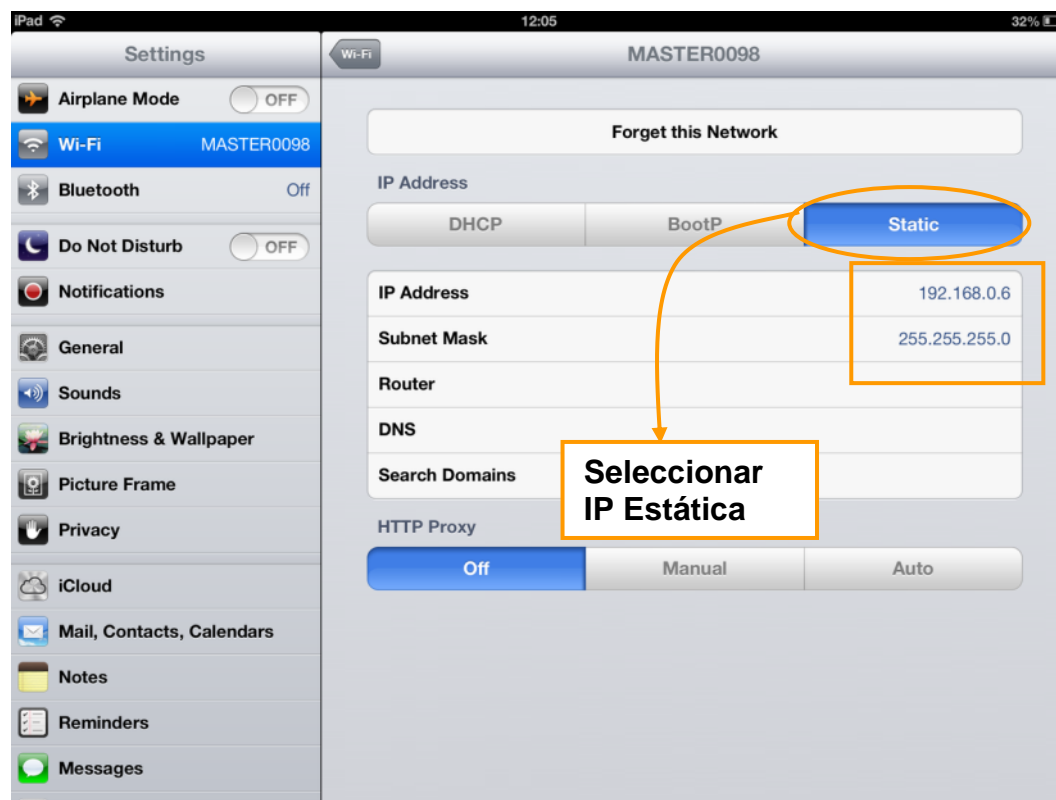 iPad 12:05 32%
Settings
Wi-Fi MASTER0098
Airplane Mode OFF
Wi-Fi MASTER0098
Bluetooth Off
Do Not Disturb OFF
Notifications
General
Sounds
Brightness & Wallpaper
Picture Frame
Privacy
iCloud
Mail, Contacts, Calendars
Notes
Reminders
Messages
Forget this Network
IP Address
DHCP BootP Static
IP Address 192.168.0.6
Subnet Mask 255.255.255.0
Router
DNS
Search Domains
Seleccionar
IP Estática
HTTP Proxy
Off Manual Auto